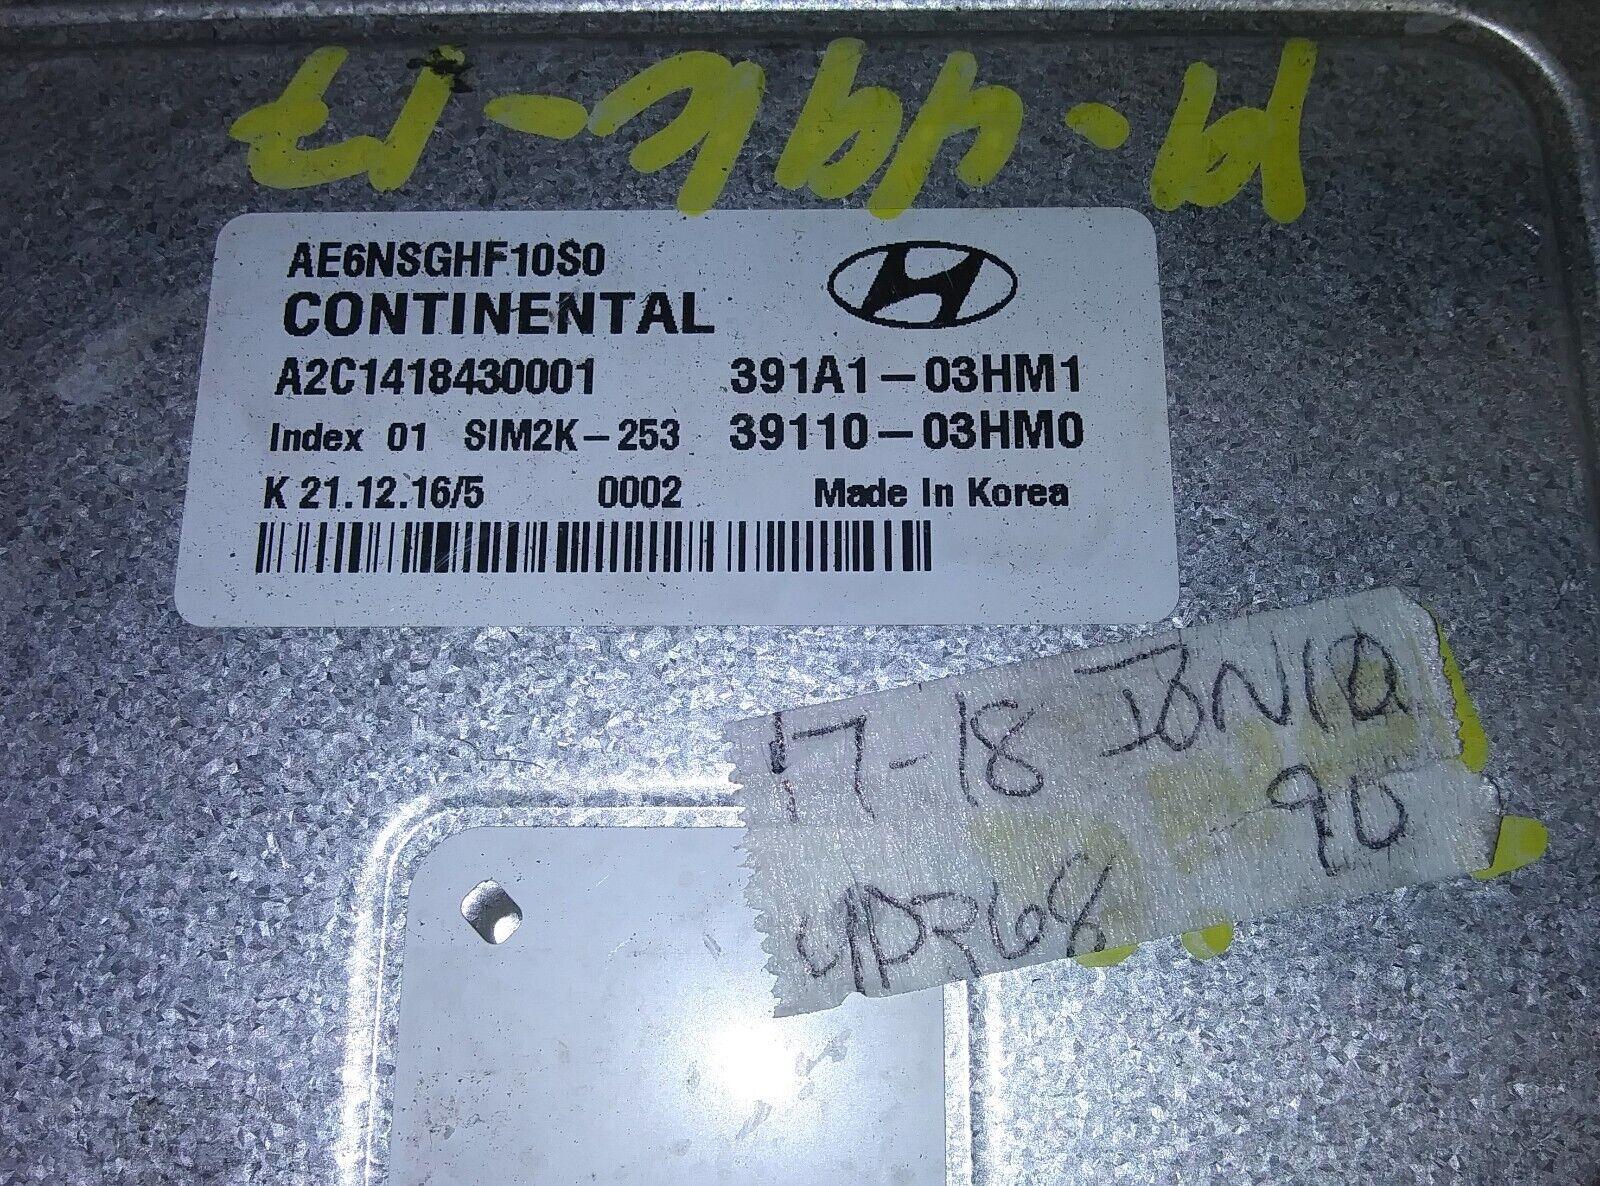 AE6NSGHF10S0
CONTINENTAL
A2C1418430001 391A1-03HM1
Index 01 SIM2K-253 39110-03HM0
K 21.12.16/5 0002 Made In Korea
17-18 IONIQ
90